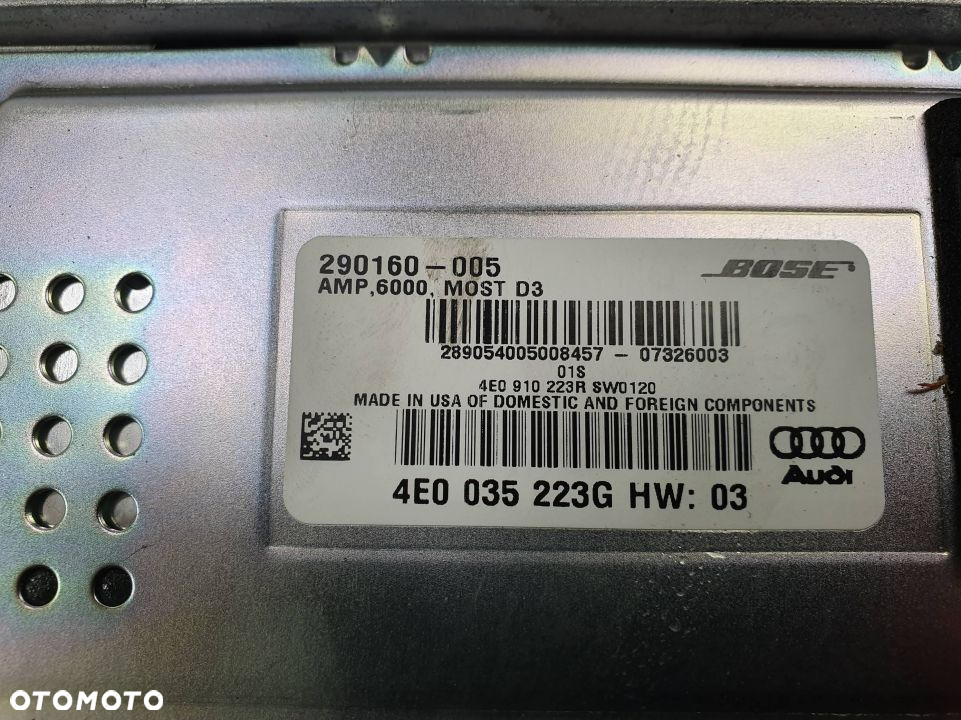 290160-005
BOSE®
AMP,6000, MOST D3
289054005008457 - 07326003
01S
4E0 910 223R SW0120
MADE IN USA OF DOMESTIC AND FOREIGN COMPONENTS
Audi
4E0 035 223G HW: 03
OTOMOTO